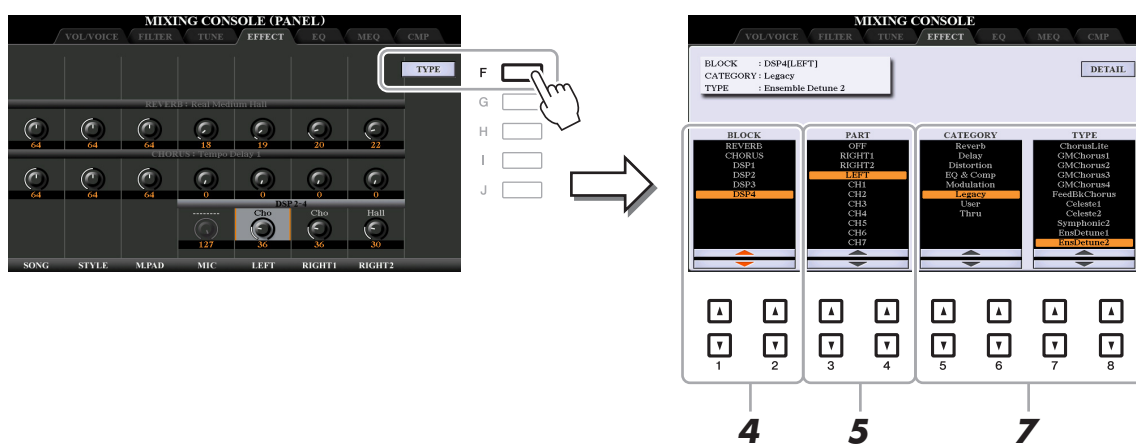 MIXING CONSOLE (PANEL)
VOL/VOICE FILTER TUNE EFFECT EQ MEQ CMP
TYPE
F
G
H
I
J
REVERB : Real Medium Hall
64 64 64 18 19 20 22
CHORUS : Tempo Delay 1
64 64 64 0 0 0 0
DSP 2-4
-------- Cho Cho Hall
127 36 36 30
SONG STYLE M.PAD MIC LEFT RIGHT1 RIGHT2
MIXING CONSOLE
VOL/VOICE FILTER TUNE EFFECT EQ MEQ CMP
BLOCK : DSP4[LEFT]
CATEGORY : Legacy
TYPE : Ensemble Detune 2
DETAIL
BLOCK
REVERB
CHORUS
DSP1
DSP2
DSP3
DSP4
PART
OFF
RIGHT1
RIGHT2
LEFT
CH1
CH2
CH3
CH4
CH5
CH6
CH7
CATEGORY
Reverb
Delay
Distortion
EQ & Comp
Modulation
Legacy
User
Thru
TYPE
ChorusLite
GMChorus1
GMChorus2
GMChorus3
GMChorus4
FeedBkChorus
Celeste1
Celeste2
Symphonic2
EnsDetune1
EnsDetune2
1 2 3 4 5 6 7 8
4 5 7